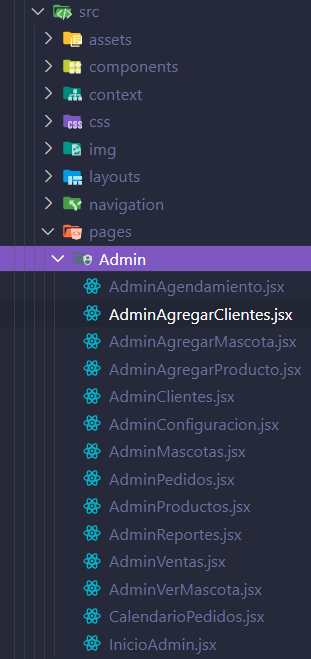 src
assets
components
context
css
img
layouts
navigation
pages
Admin
AdminAgendamiento.jsx
AdminAgregarClientes.jsx
AdminAgregarMascota.jsx
AdminAgregarProducto.jsx
AdminClientes.jsx
AdminConfiguracion.jsx
AdminMascotas.jsx
AdminPedidos.jsx
AdminProductos.jsx
AdminReportes.jsx
AdminVentas.jsx
AdminVerMascota.jsx
CalendarioPedidos.jsx
InicioAdmin.jsx